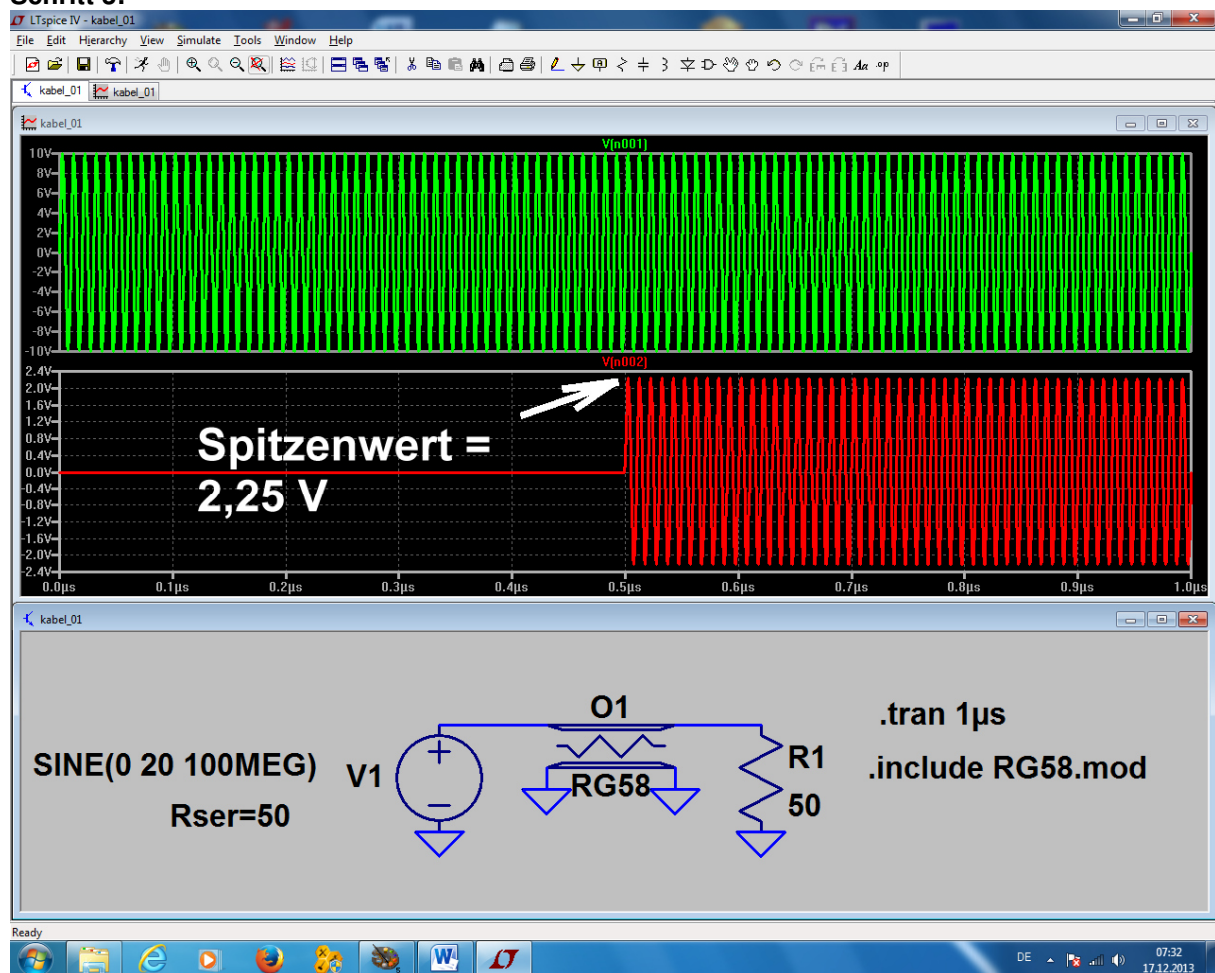 LTspice IV - kabel_01
File Edit Hierarchy View Simulate Tools Window Help
kabel_01 kabel_01
kabel_01
V(n001)
10V
8V
6V
4V
2V
0V
-2V
-4V
-6V
-8V
-10V
V(n002)
2.4V
2.0V
1.6V
1.2V
0.8V
0.4V
0.0V
-0.4V
-0.8V
-1.2V
-1.6V
-2.0V
-2.4V
Spitzenwert =
2,25 V
0.0µs 0.1µs 0.2µs 0.3µs 0.4µs 0.5µs 0.6µs 0.7µs 0.8µs 0.9µs 1.0µs
kabel_01
O1
.tran 1µs
SINE(0 20 100MEG) V1
RG58
R1
.include RG58.mod
Rser=50
50
Ready
DE
07:32
17.12.2013